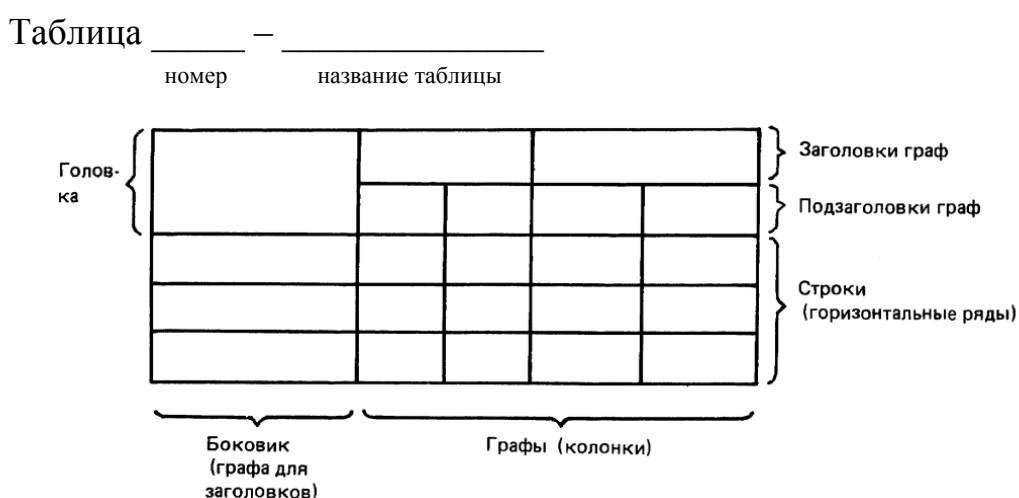 Таблица _____ – ______________
номер название таблицы
Голов-
ка
Заголовки граф
Подзаголовки граф
Строки
(горизонтальные ряды)
Боковик
(графа для
заголовков)
Графы (колонки)